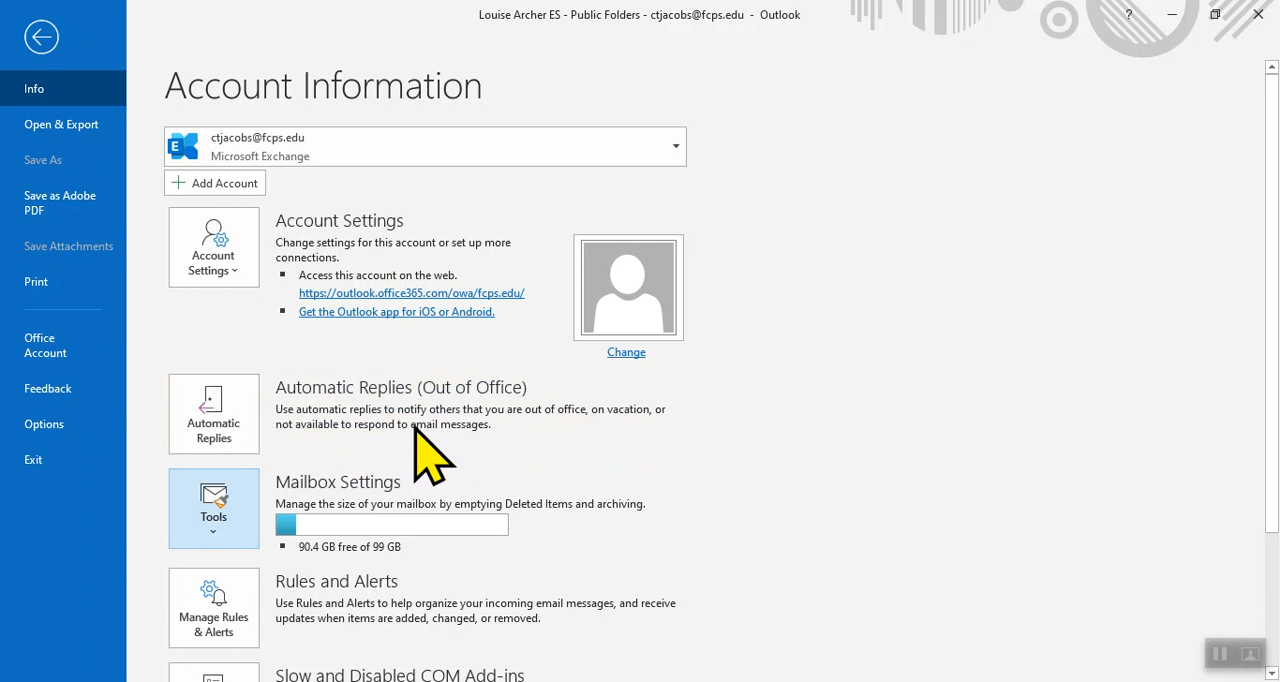 Louise Archer ES - Public Folders - ctjacobs@fcps.edu - Outlook
?
Info
Open & Export
Save As
Save as Adobe
PDF
Save Attachments
Print
Office
Account
Feedback
Options
Exit
Account Information
E
ctjacobs@fcps.edu
Microsoft Exchange
Add Account
Account
Settings
Account Settings
Change settings for this account or set up more
connections.
Access this account on the web.
https://outlook.office365.com/owa/fcps.edu/
Get the Outlook app for iOS or Android.
Change
Automatic
Replies
Automatic Replies (Out of Office)
Use automatic replies to notify others that you are out of office, on vacation, or
not available to respond to email messages.
Tools
Mailbox Settings
Manage the size of your mailbox by emptying Deleted Items and archiving.
90.4 GB free of 99 GB
Manage Rules
& Alerts
Rules and Alerts
Use Rules and Alerts to help organize your incoming email messages, and receive
updates when items are added, changed, or removed.
Slow and Disabled COM Add-ins